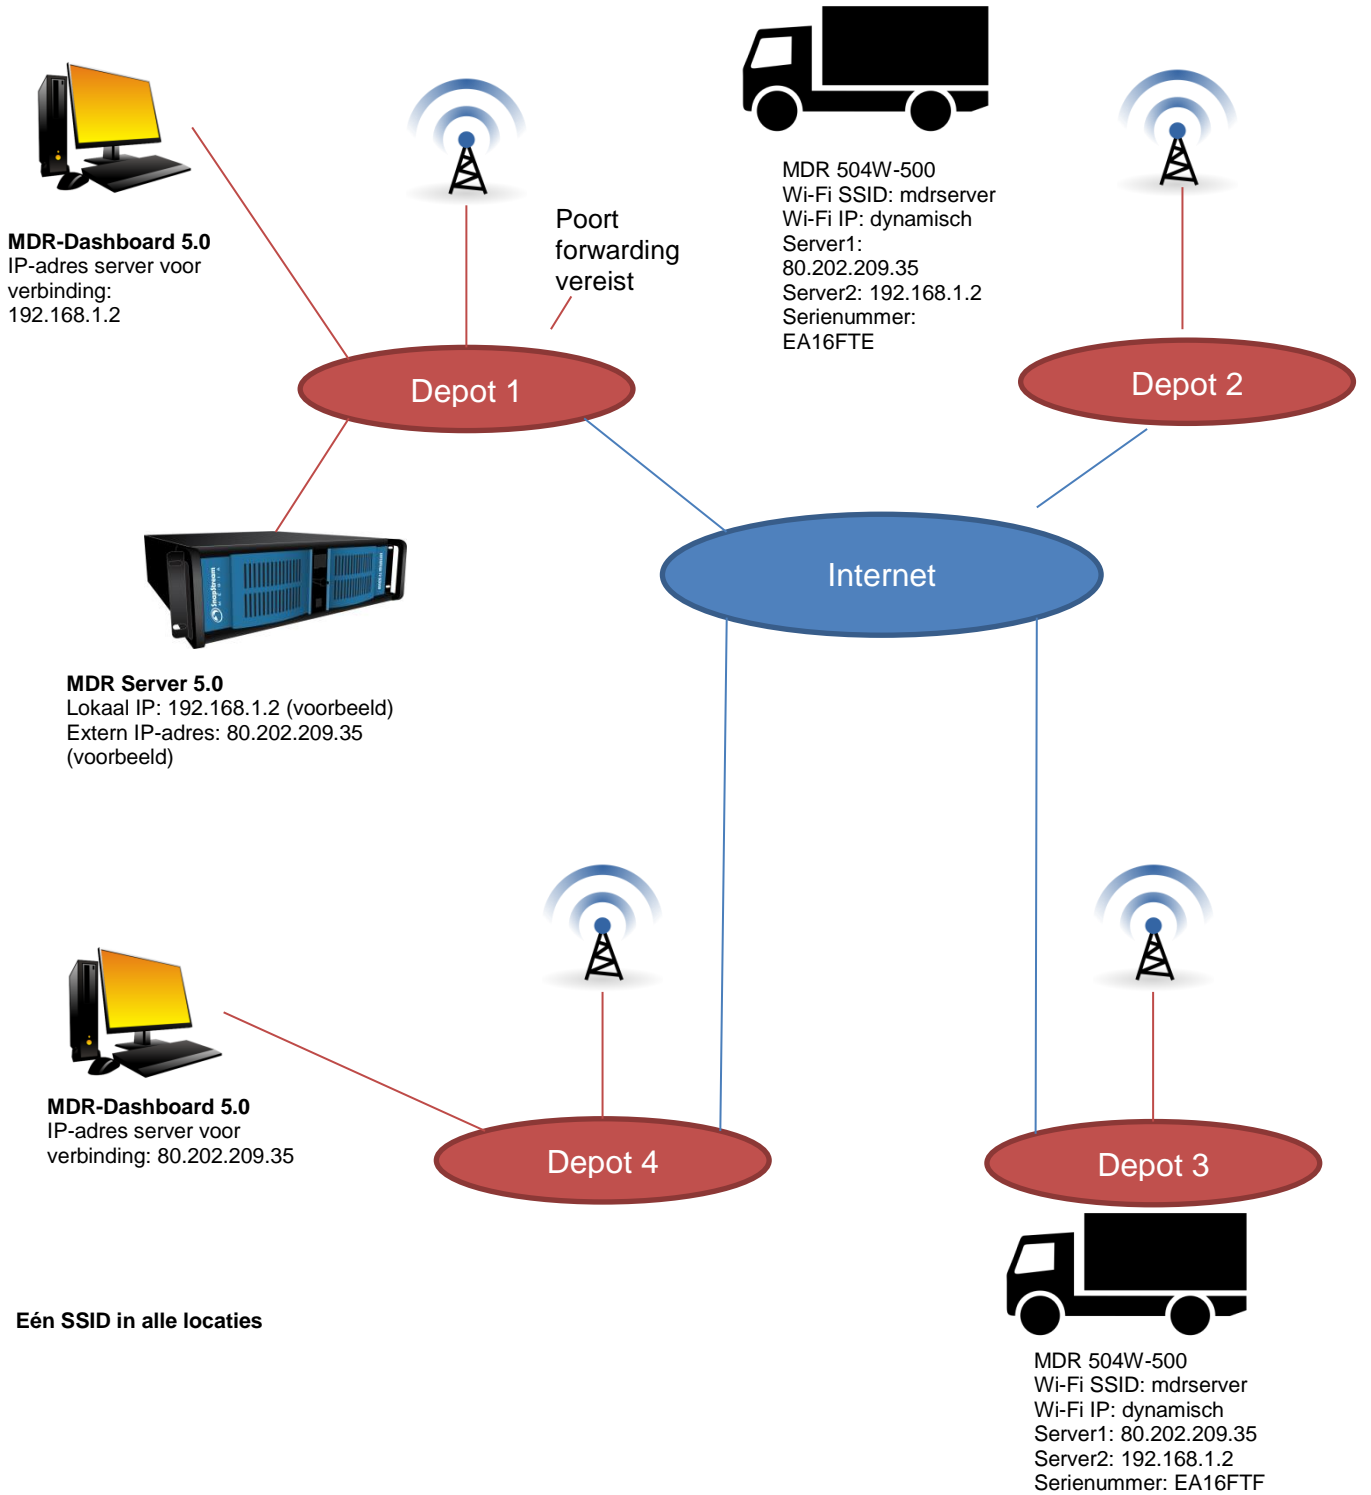 MDR-Dashboard 5.0
IP-adres server voor
verbinding:
192.168.1.2
Poort
forwarding
vereist
MDR 504W-500
Wi-Fi SSID: mdrserver
Wi-Fi IP: dynamisch
Server1:
80.202.209.35
Server2: 192.168.1.2
Serienummer:
EA16FTE
Depot 1
Depot 2
Internet
SnapStream
MDR Server 5.0
Lokaal IP: 192.168.1.2 (voorbeeld)
Extern IP-adres: 80.202.209.35
(voorbeeld)
MDR-Dashboard 5.0
IP-adres server voor
verbinding: 80.202.209.35
Depot 4
Depot 3
Eén SSID in alle locaties
MDR 504W-500
Wi-Fi SSID: mdrserver
Wi-Fi IP: dynamisch
Server1: 80.202.209.35
Server2: 192.168.1.2
Serienummer: EA16FTF